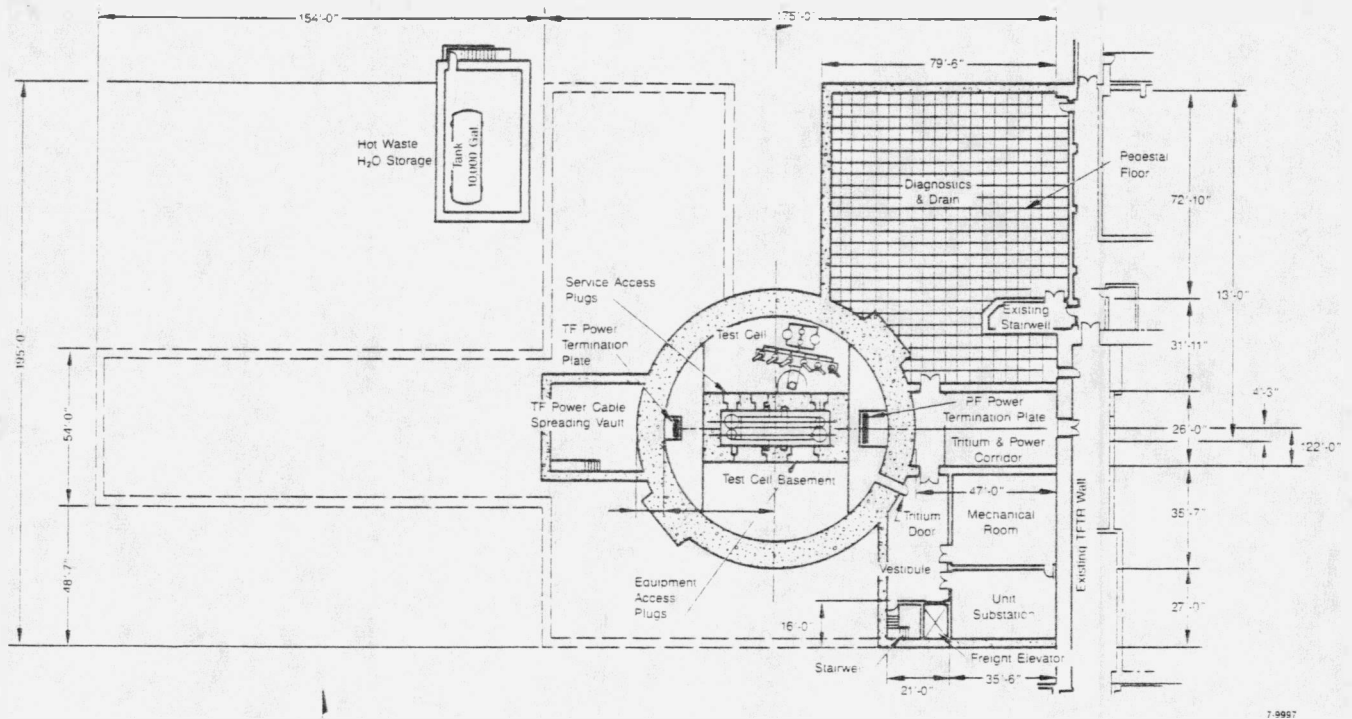 154'-0"
175'-0"
79'-6"
Hot Waste
H₂O Storage
Tank
10,000 Gal
Diagnostics
& Drain
Pedestal
Floor
72'-10"
13'-0"
195'-0"
Service Access
Plugs
TF Power
Termination
Plate
Test Cell
Existing
Stairwell
31'-11"
54'-0"
TF Power Cable
Spreading Vault
PF Power
Termination Plate
Tritium & Power
Corridor
4'-3"
26'-0"
22'-0"
Test Cell Basement
47'-0"
Tritium
Door
Mechanical
Room
Existing TFTR Wall
35'-7"
48'-7"
Vestibule
Equipment
Access
Plugs
Unit
Substation
27'-0"
16'-0"
Stairwe
Freight Elevator
21'-0"
35'-6"
7-9997